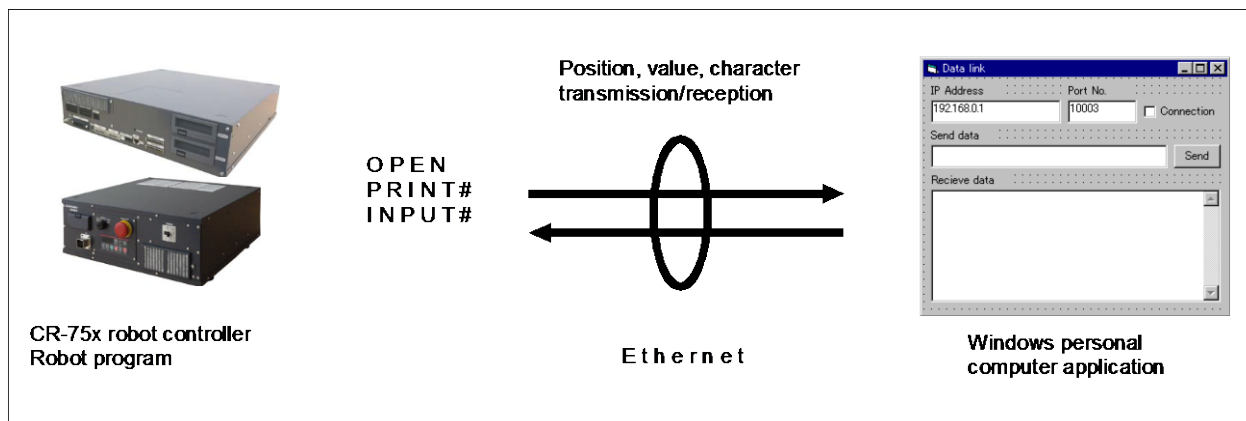 Position, value, character
transmission/reception
OPEN
PRINT#
INPUT#
Ethernet
CR-75x robot controller
Robot program
Data link
IP Address
Port No.
192.168.0.1
10003
Connection
Send data
Send
Recieve data
Windows personal
computer application